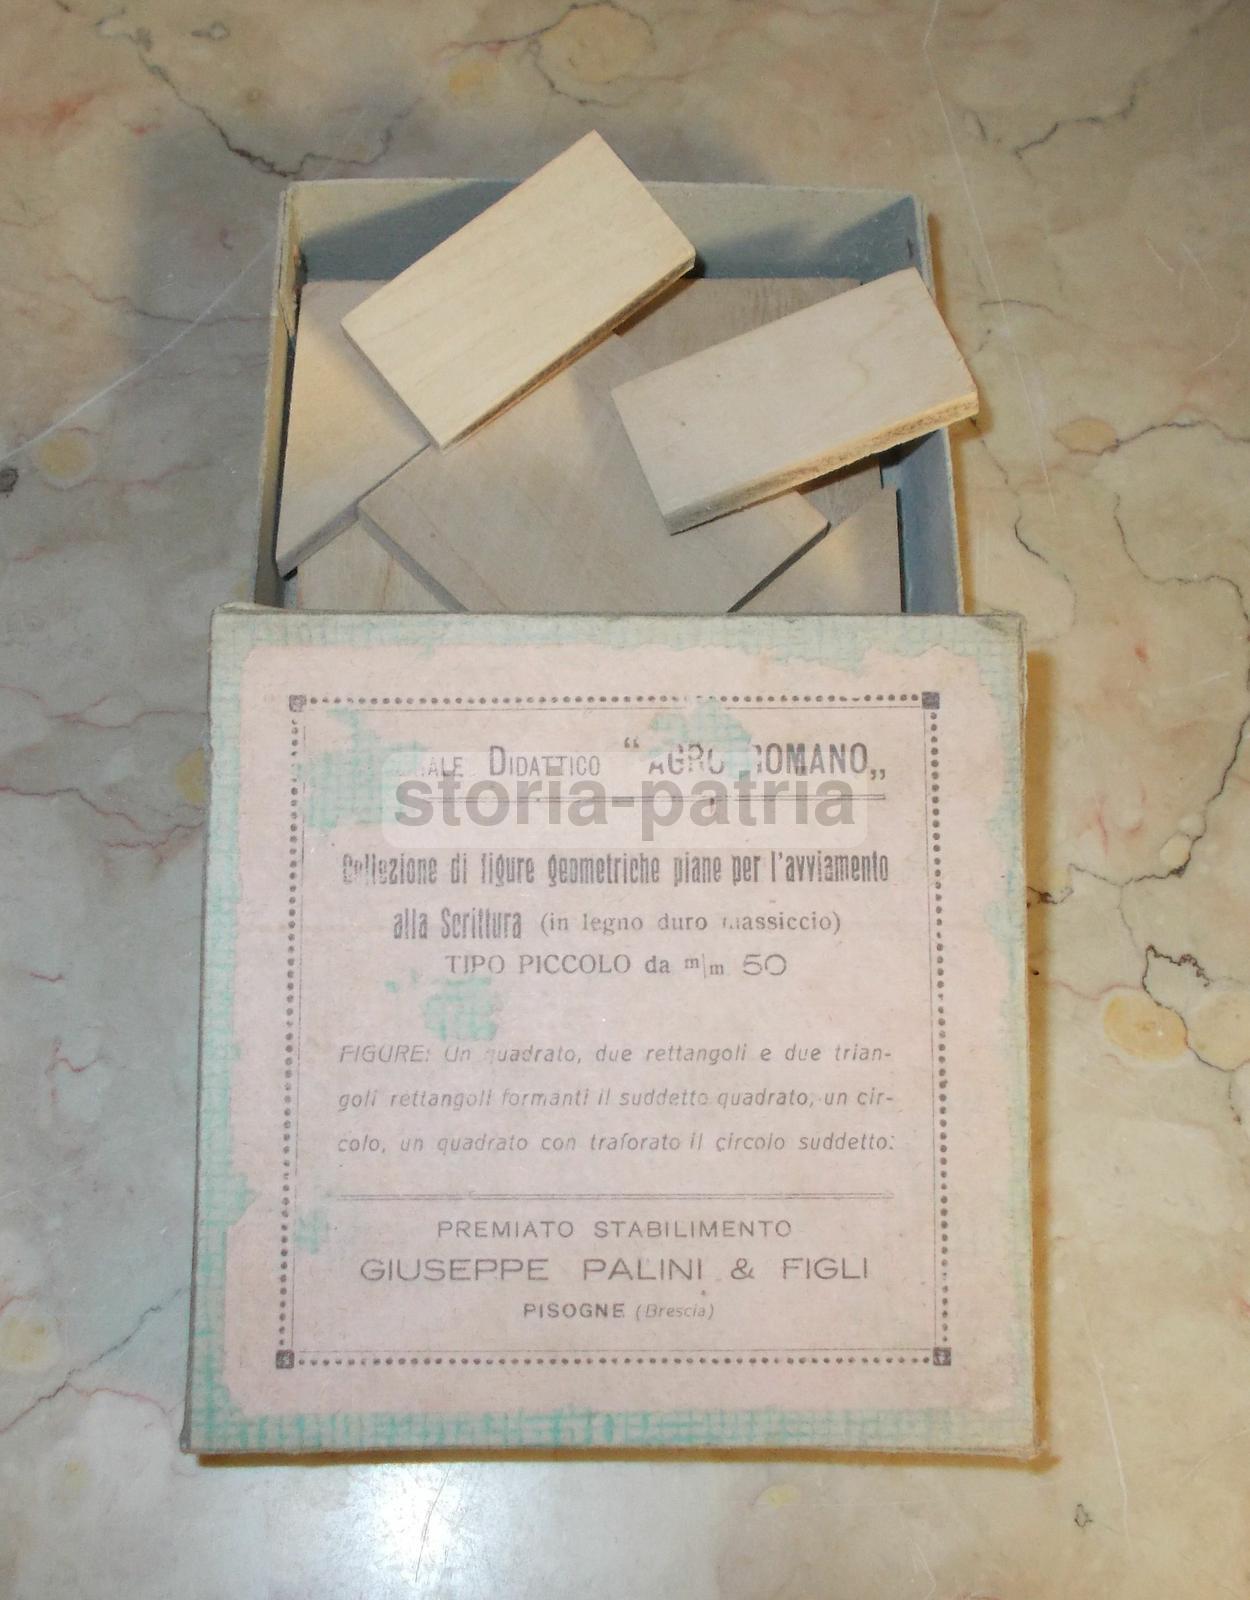 DIDATTICO “AGRO ROMANO„
storia-patria
Collezione di figure geometriche piane per l'avviamento
alla Scrittura (in legno duro massiccio)
TIPO PICCOLO da m|m 50
FIGURE: Un quadrato, due rettangoli e due trian-
goli rettangoli formanti il suddetto quadrato, un cir-
colo, un quadrato con traforato il circolo suddetto.
PREMIATO STABILIMENTO
GIUSEPPE PALINI & FIGLI
PISOGNE (Brescia)